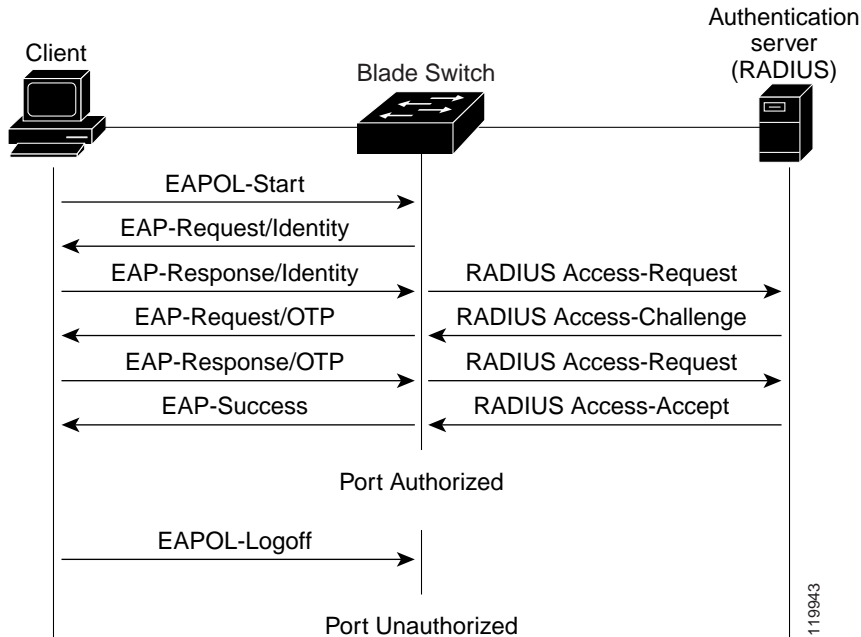 Client
Blade Switch
Authentication
server
(RADIUS)
EAPOL-Start
EAP-Request/Identity
EAP-Response/Identity
RADIUS Access-Request
EAP-Request/OTP
RADIUS Access-Challenge
EAP-Response/OTP
RADIUS Access-Request
EAP-Success
RADIUS Access-Accept
Port Authorized
EAPOL-Logoff
Port Unauthorized
119943